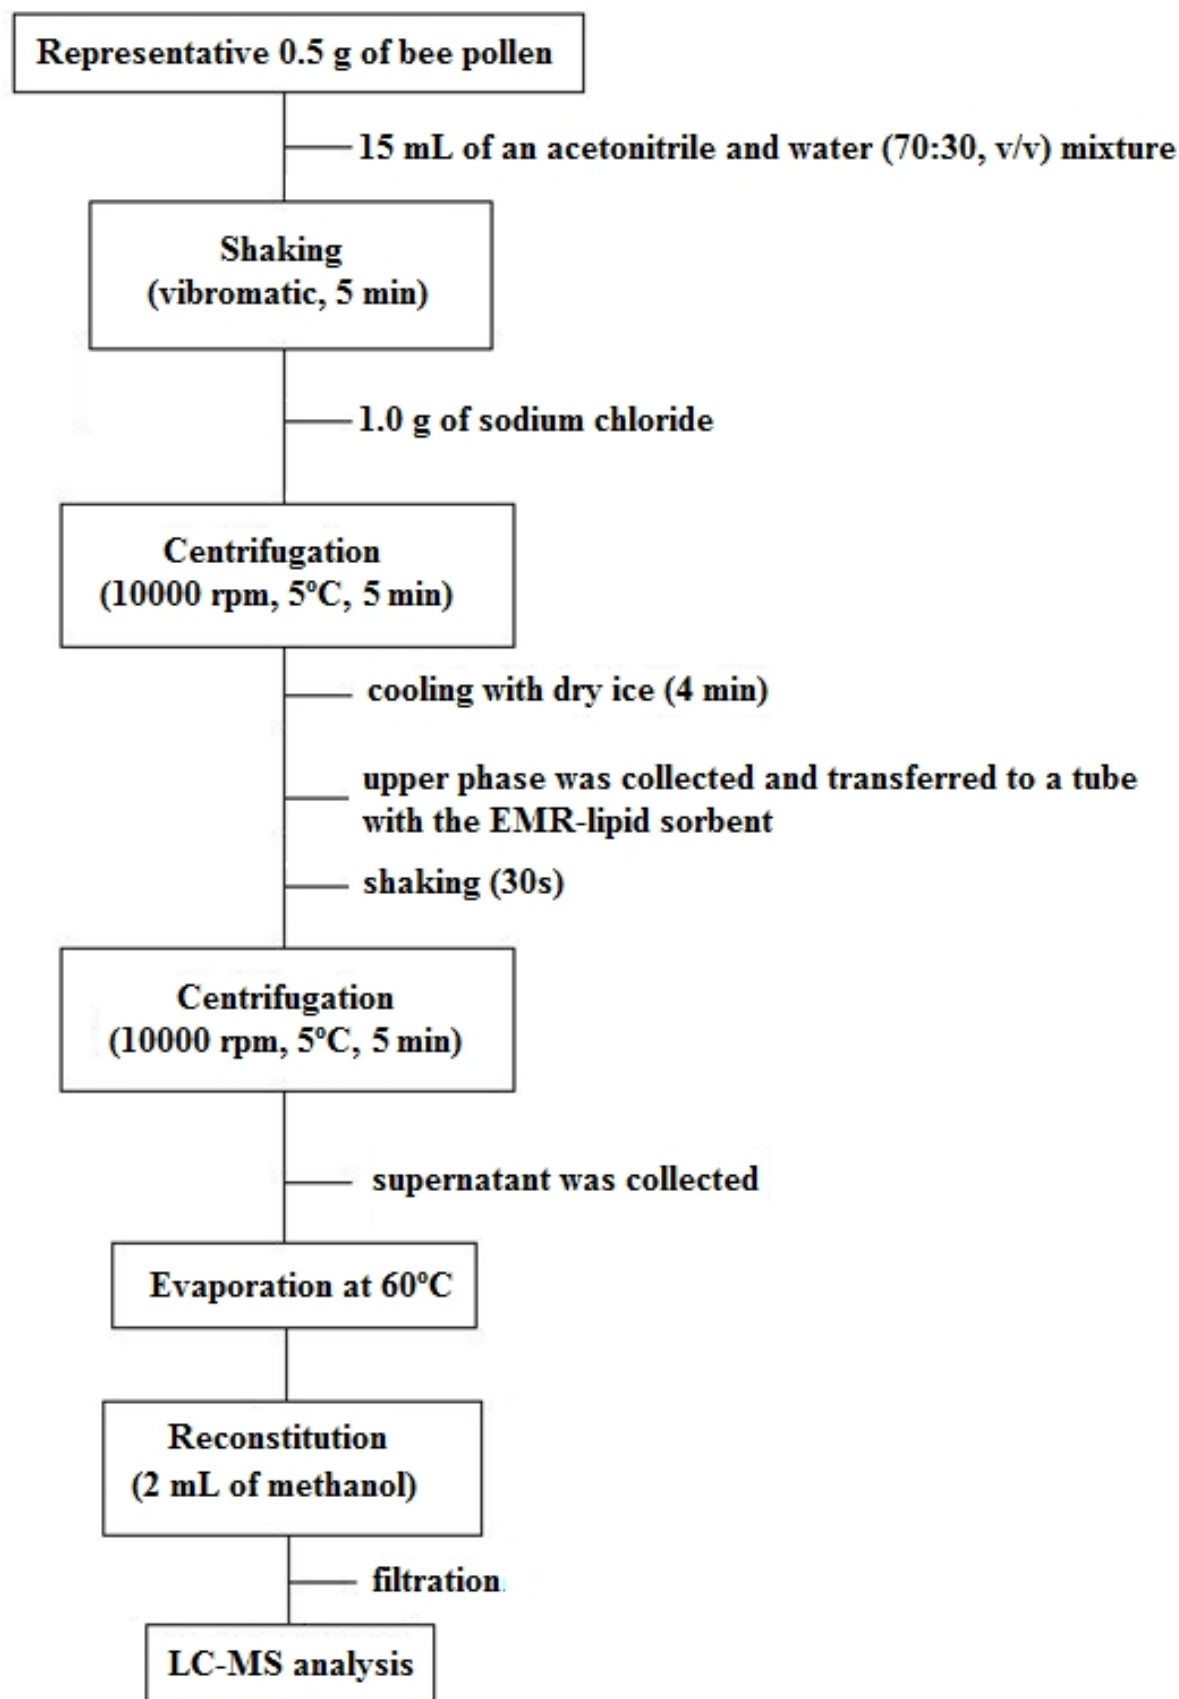 Representative 0.5 g of bee pollen
15 mL of an acetonitrile and water (70:30, v/v) mixture
Shaking
(vibromatic, 5 min)
1.0 g of sodium chloride
Centrifugation
(10000 rpm, 5ºC, 5 min)
cooling with dry ice (4 min)
upper phase was collected and transferred to a tube
with the EMR-lipid sorbent
shaking (30s)
Centrifugation
(10000 rpm, 5ºC, 5 min)
supernatant was collected
Evaporation at 60ºC
Reconstitution
(2 mL of methanol)
filtration
LC-MS analysis